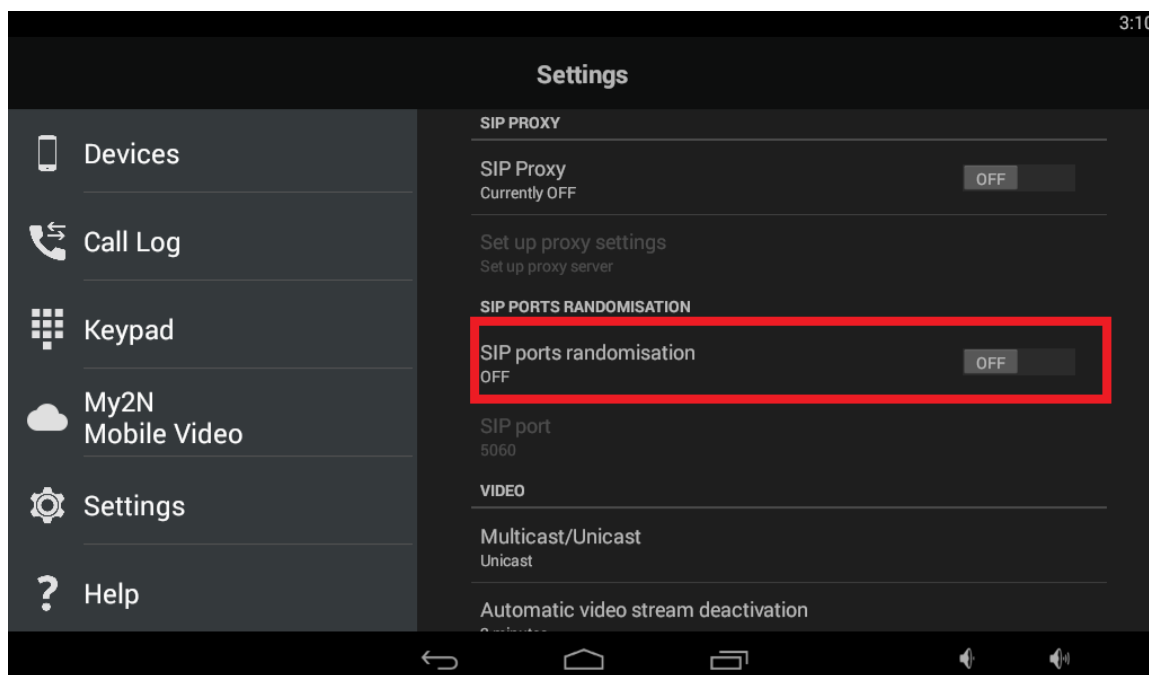 3:10
Settings
Devices
Call Log
Keypad
My2N
Mobile Video
Settings
Help
SIP PROXY
SIP Proxy
Currently OFF
OFF
Set up proxy settings
Set up proxy server
SIP PORTS RANDOMISATION
SIP ports randomisation
OFF
OFF
SIP port
5060
VIDEO
Multicast/Unicast
Unicast
Automatic video stream deactivation